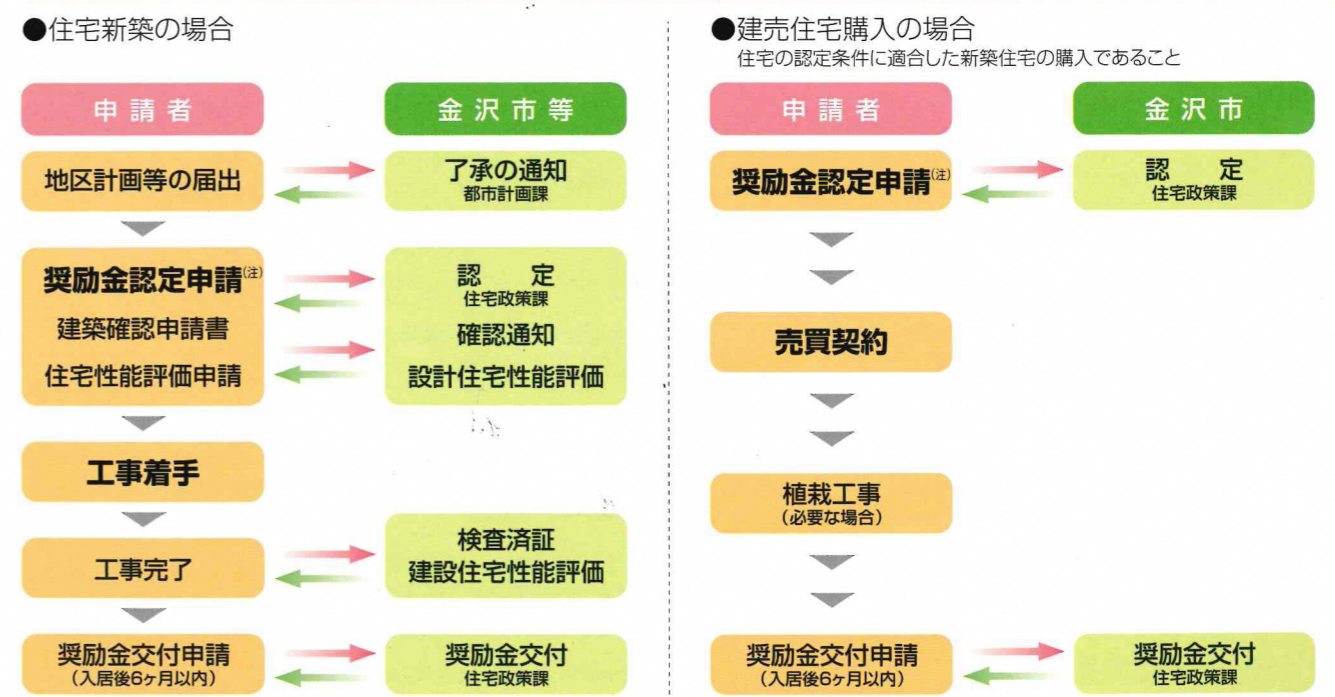 ●住宅新築の場合
申請者
金沢市等
地区計画等の届出
了承の通知
都市計画課
奨励金認定申請(注)
建築確認申請書
住宅性能評価申請
認　定
住宅政策課
確認通知
設計住宅性能評価
工事着手
工事完了
検査済証
建設住宅性能評価
奨励金交付申請
(入居後6ヶ月以内)
奨励金交付
住宅政策課
●建売住宅購入の場合
住宅の認定条件に適合した新築住宅の購入であること
申請者
金沢市
奨励金認定申請(注)
認　定
住宅政策課
売買契約
植栽工事
(必要な場合)
奨励金交付申請
(入居後6ヶ月以内)
奨励金交付
住宅政策課